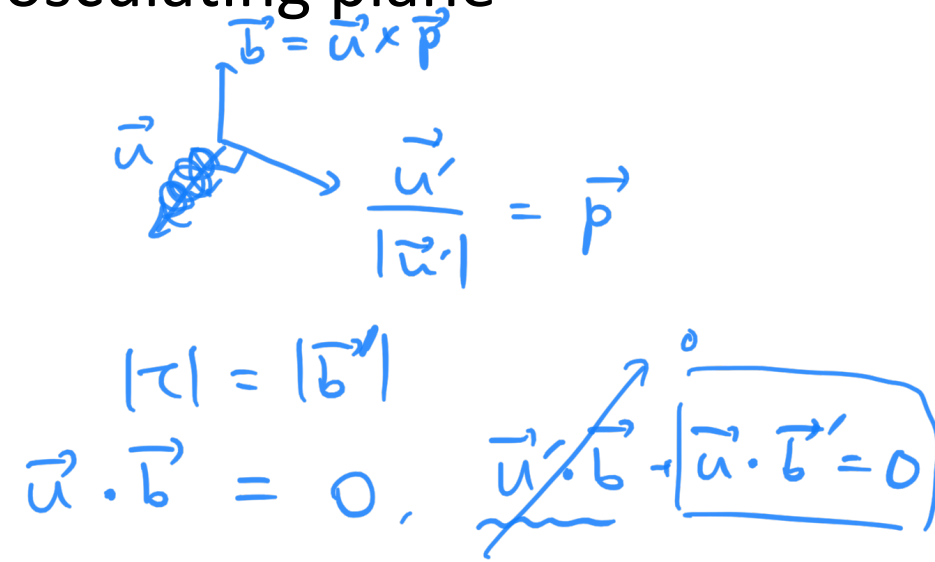 osculating plane
b⃗ = u⃗ × p⃗
u⃗
u⃗′ / |u⃗′| = p⃗
|τ| = |b⃗′|
u⃗ · b⃗ = 0, u⃗′ · b⃗ + u⃗ · b⃗′ = 0
0